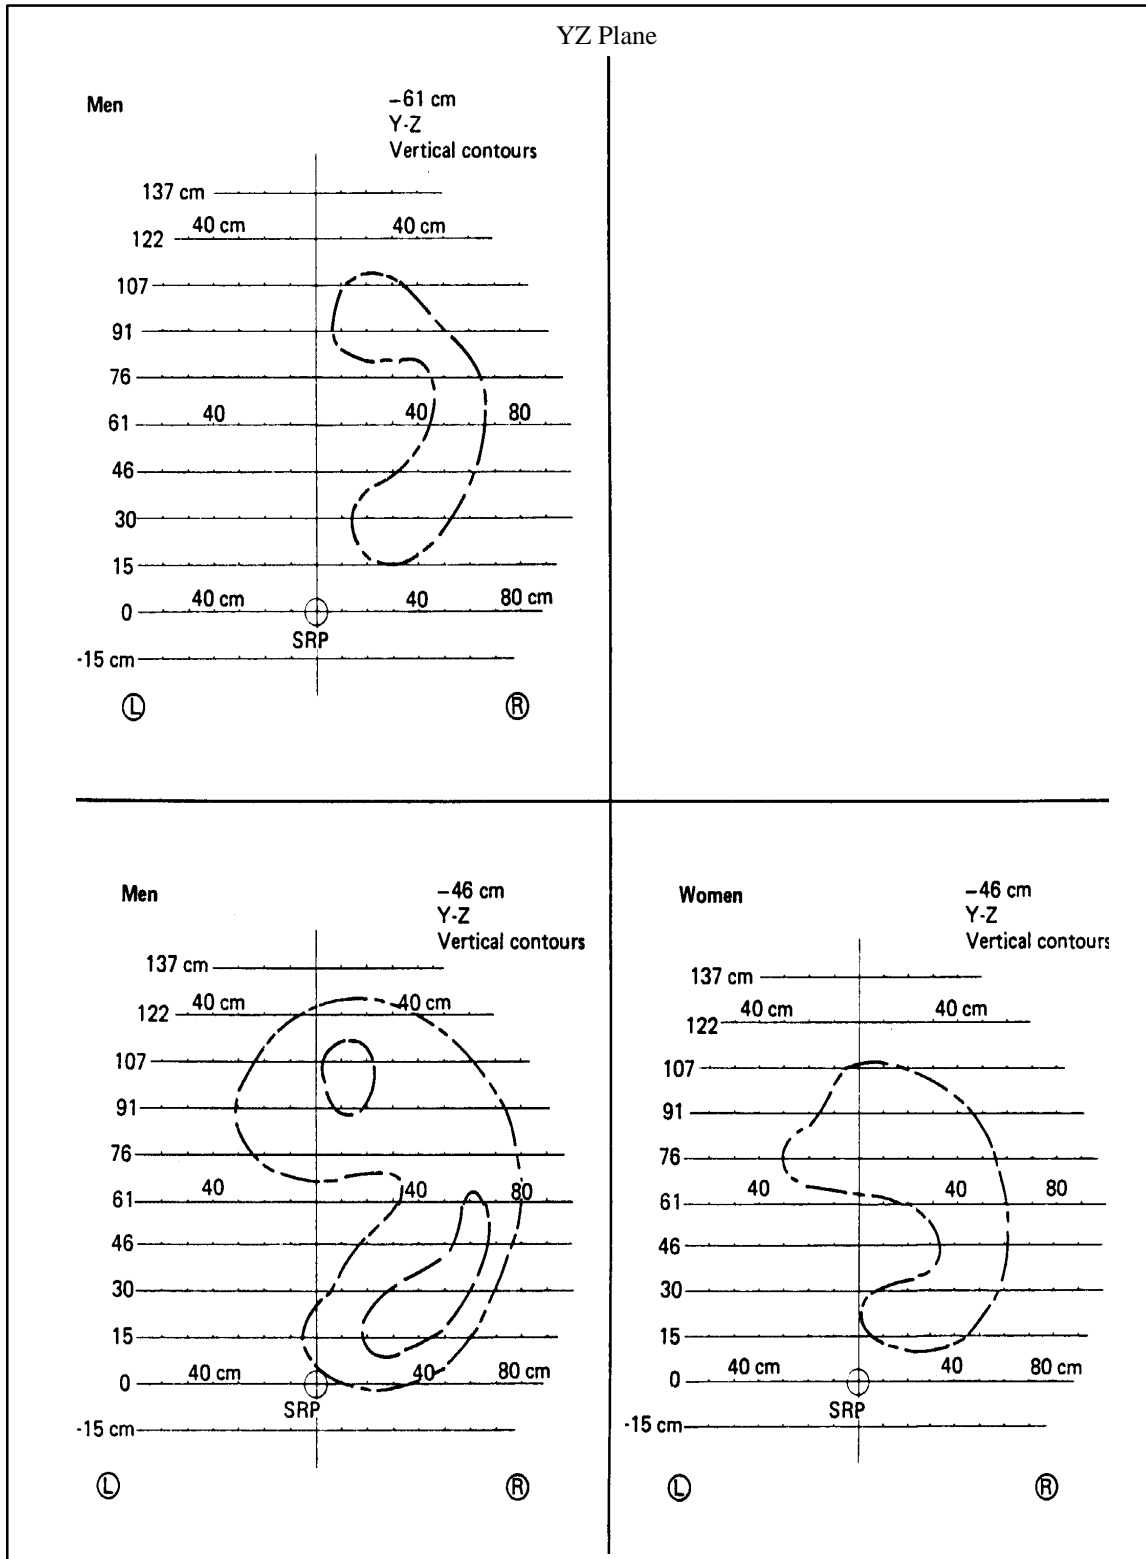 YZ Plane
Men
−61 cm
Y-Z
Vertical contours
137 cm
40 cm 40 cm
122
107
91
76
40 40 80
61
46
30
15
40 cm 40 80 cm
0
SRP
-15 cm
L R
Men
−46 cm
Y-Z
Vertical contours
137 cm
40 cm 40 cm
122
107
91
76
40 40 80
61
46
30
15
40 cm 40 80 cm
0
SRP
-15 cm
L R
Women
−46 cm
Y-Z
Vertical contours
137 cm
40 cm 40 cm
122
107
91
76
40 40 80
61
46
30
15
40 cm 40 80 cm
0
SRP
-15 cm
L R